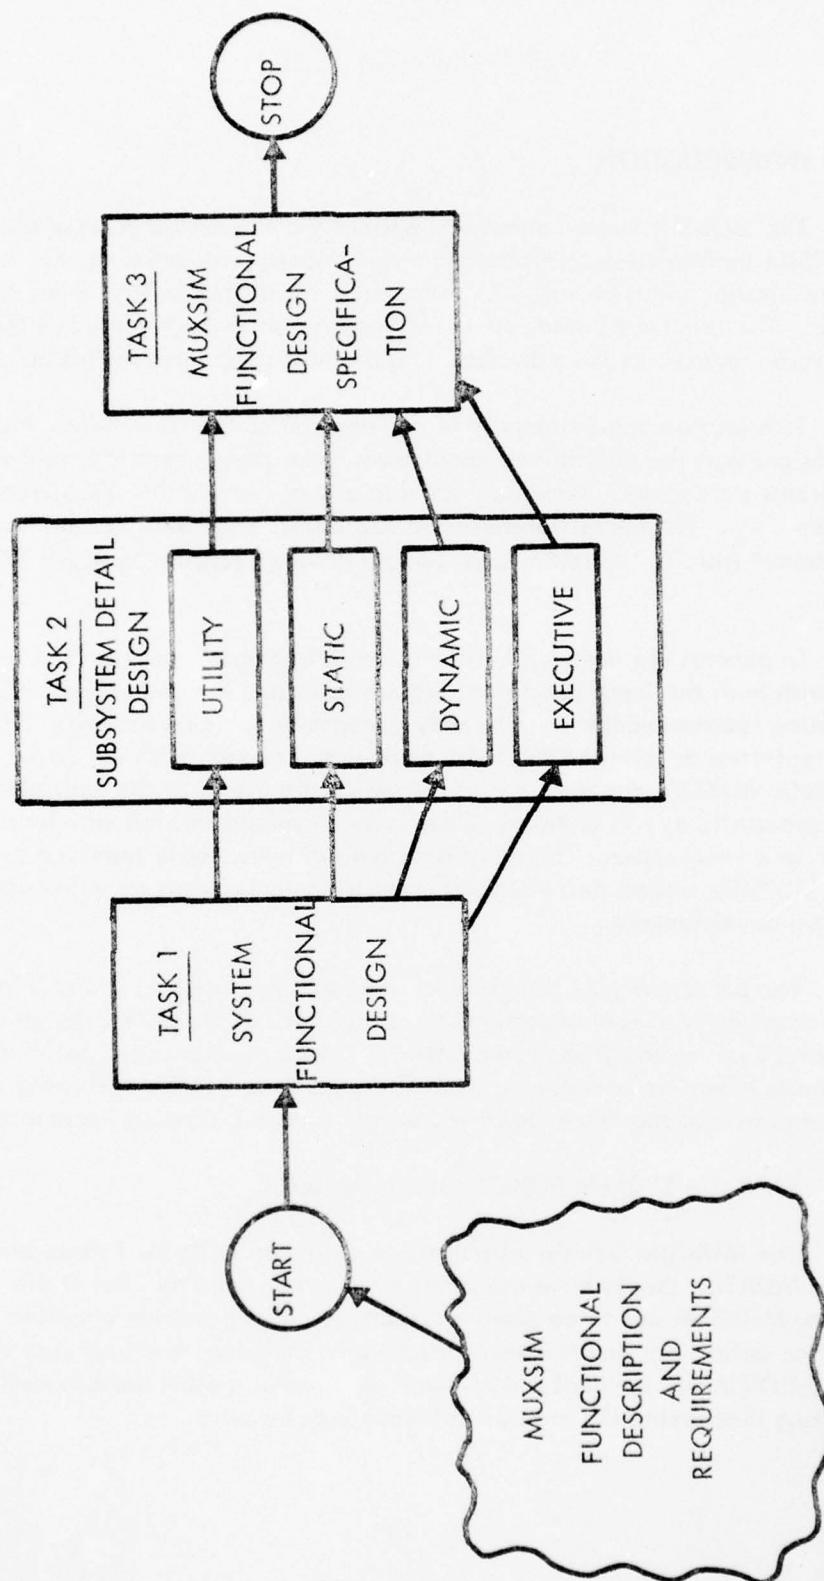 MUXSIM
FUNCTIONAL
DESCRIPTION
AND
REQUIREMENTS
START
TASK 1
SYSTEM
FUNCTIONAL
DESIGN
TASK 2
SUBSYSTEM DETAIL
DESIGN
UTILITY
STATIC
DYNAMIC
EXECUTIVE
TASK 3
MUXSIM
FUNCTIONAL
DESIGN
SPECIFICA-
TION
STOP